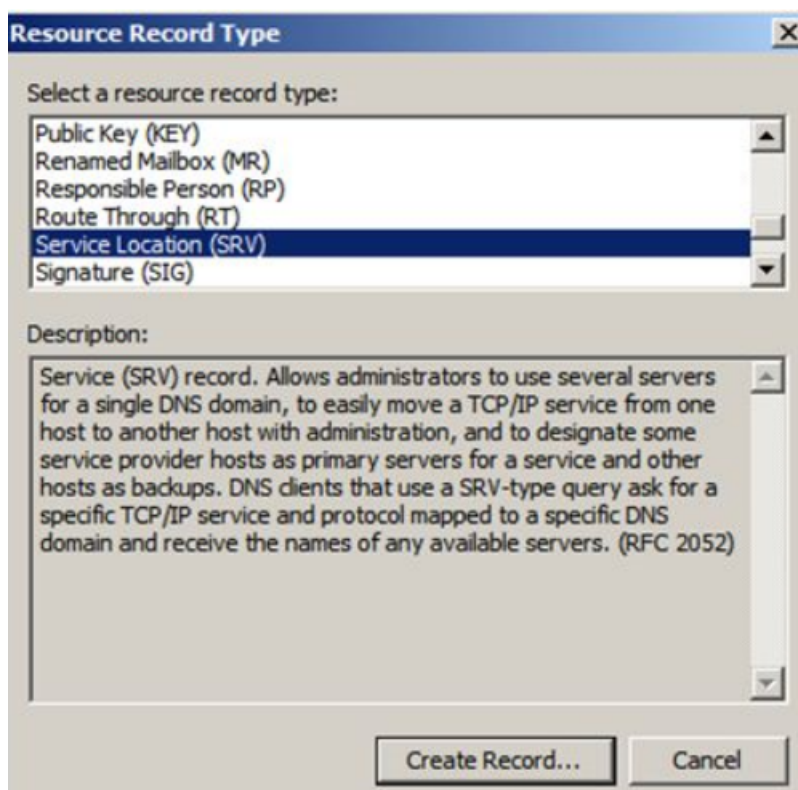 Resource Record Type
Select a resource record type:
Public Key (KEY)
Renamed Mailbox (MR)
Responsible Person (RP)
Route Through (RT)
Service Location (SRV)
Signature (SIG)
Description:
Service (SRV) record. Allows administrators to use several servers
for a single DNS domain, to easily move a TCP/IP service from one
host to another host with administration, and to designate some
service provider hosts as primary servers for a service and other
hosts as backups. DNS clients that use a SRV-type query ask for a
specific TCP/IP service and protocol mapped to a specific DNS
domain and receive the names of any available servers. (RFC 2052)
Create Record... Cancel